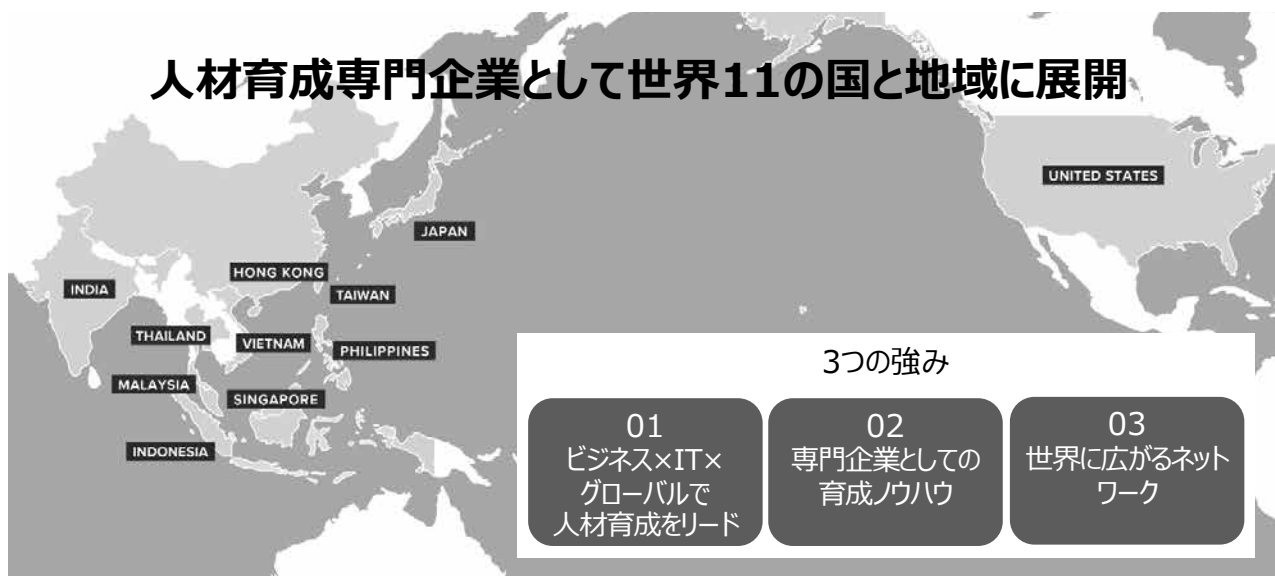 人材育成専門企業として世界11の国と地域に展開
UNITED STATES
JAPAN
HONG KONG
INDIA
TAIWAN
THAILAND
VIETNAM
PHILIPPINES
MALAYSIA
SINGAPORE
INDONESIA
3つの強み
01
ビジネス×IT×
グローバルで
人材育成をリード
02
専門企業としての
育成ノウハウ
03
世界に広がるネット
ワーク